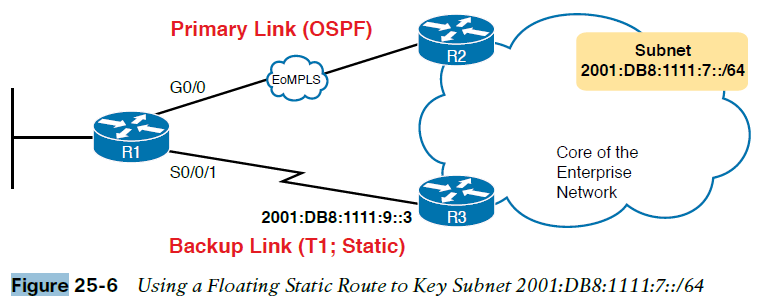 Primary Link (OSPF)
R2
Subnet
2001:DB8:1111:7::/64
G0/0
EoMPLS
R1
S0/0/1
Core of the
Enterprise
Network
2001:DB8:1111:9::3
R3
Backup Link (T1; Static)
Figure 25-6 Using a Floating Static Route to Key Subnet 2001:DB8:1111:7::/64